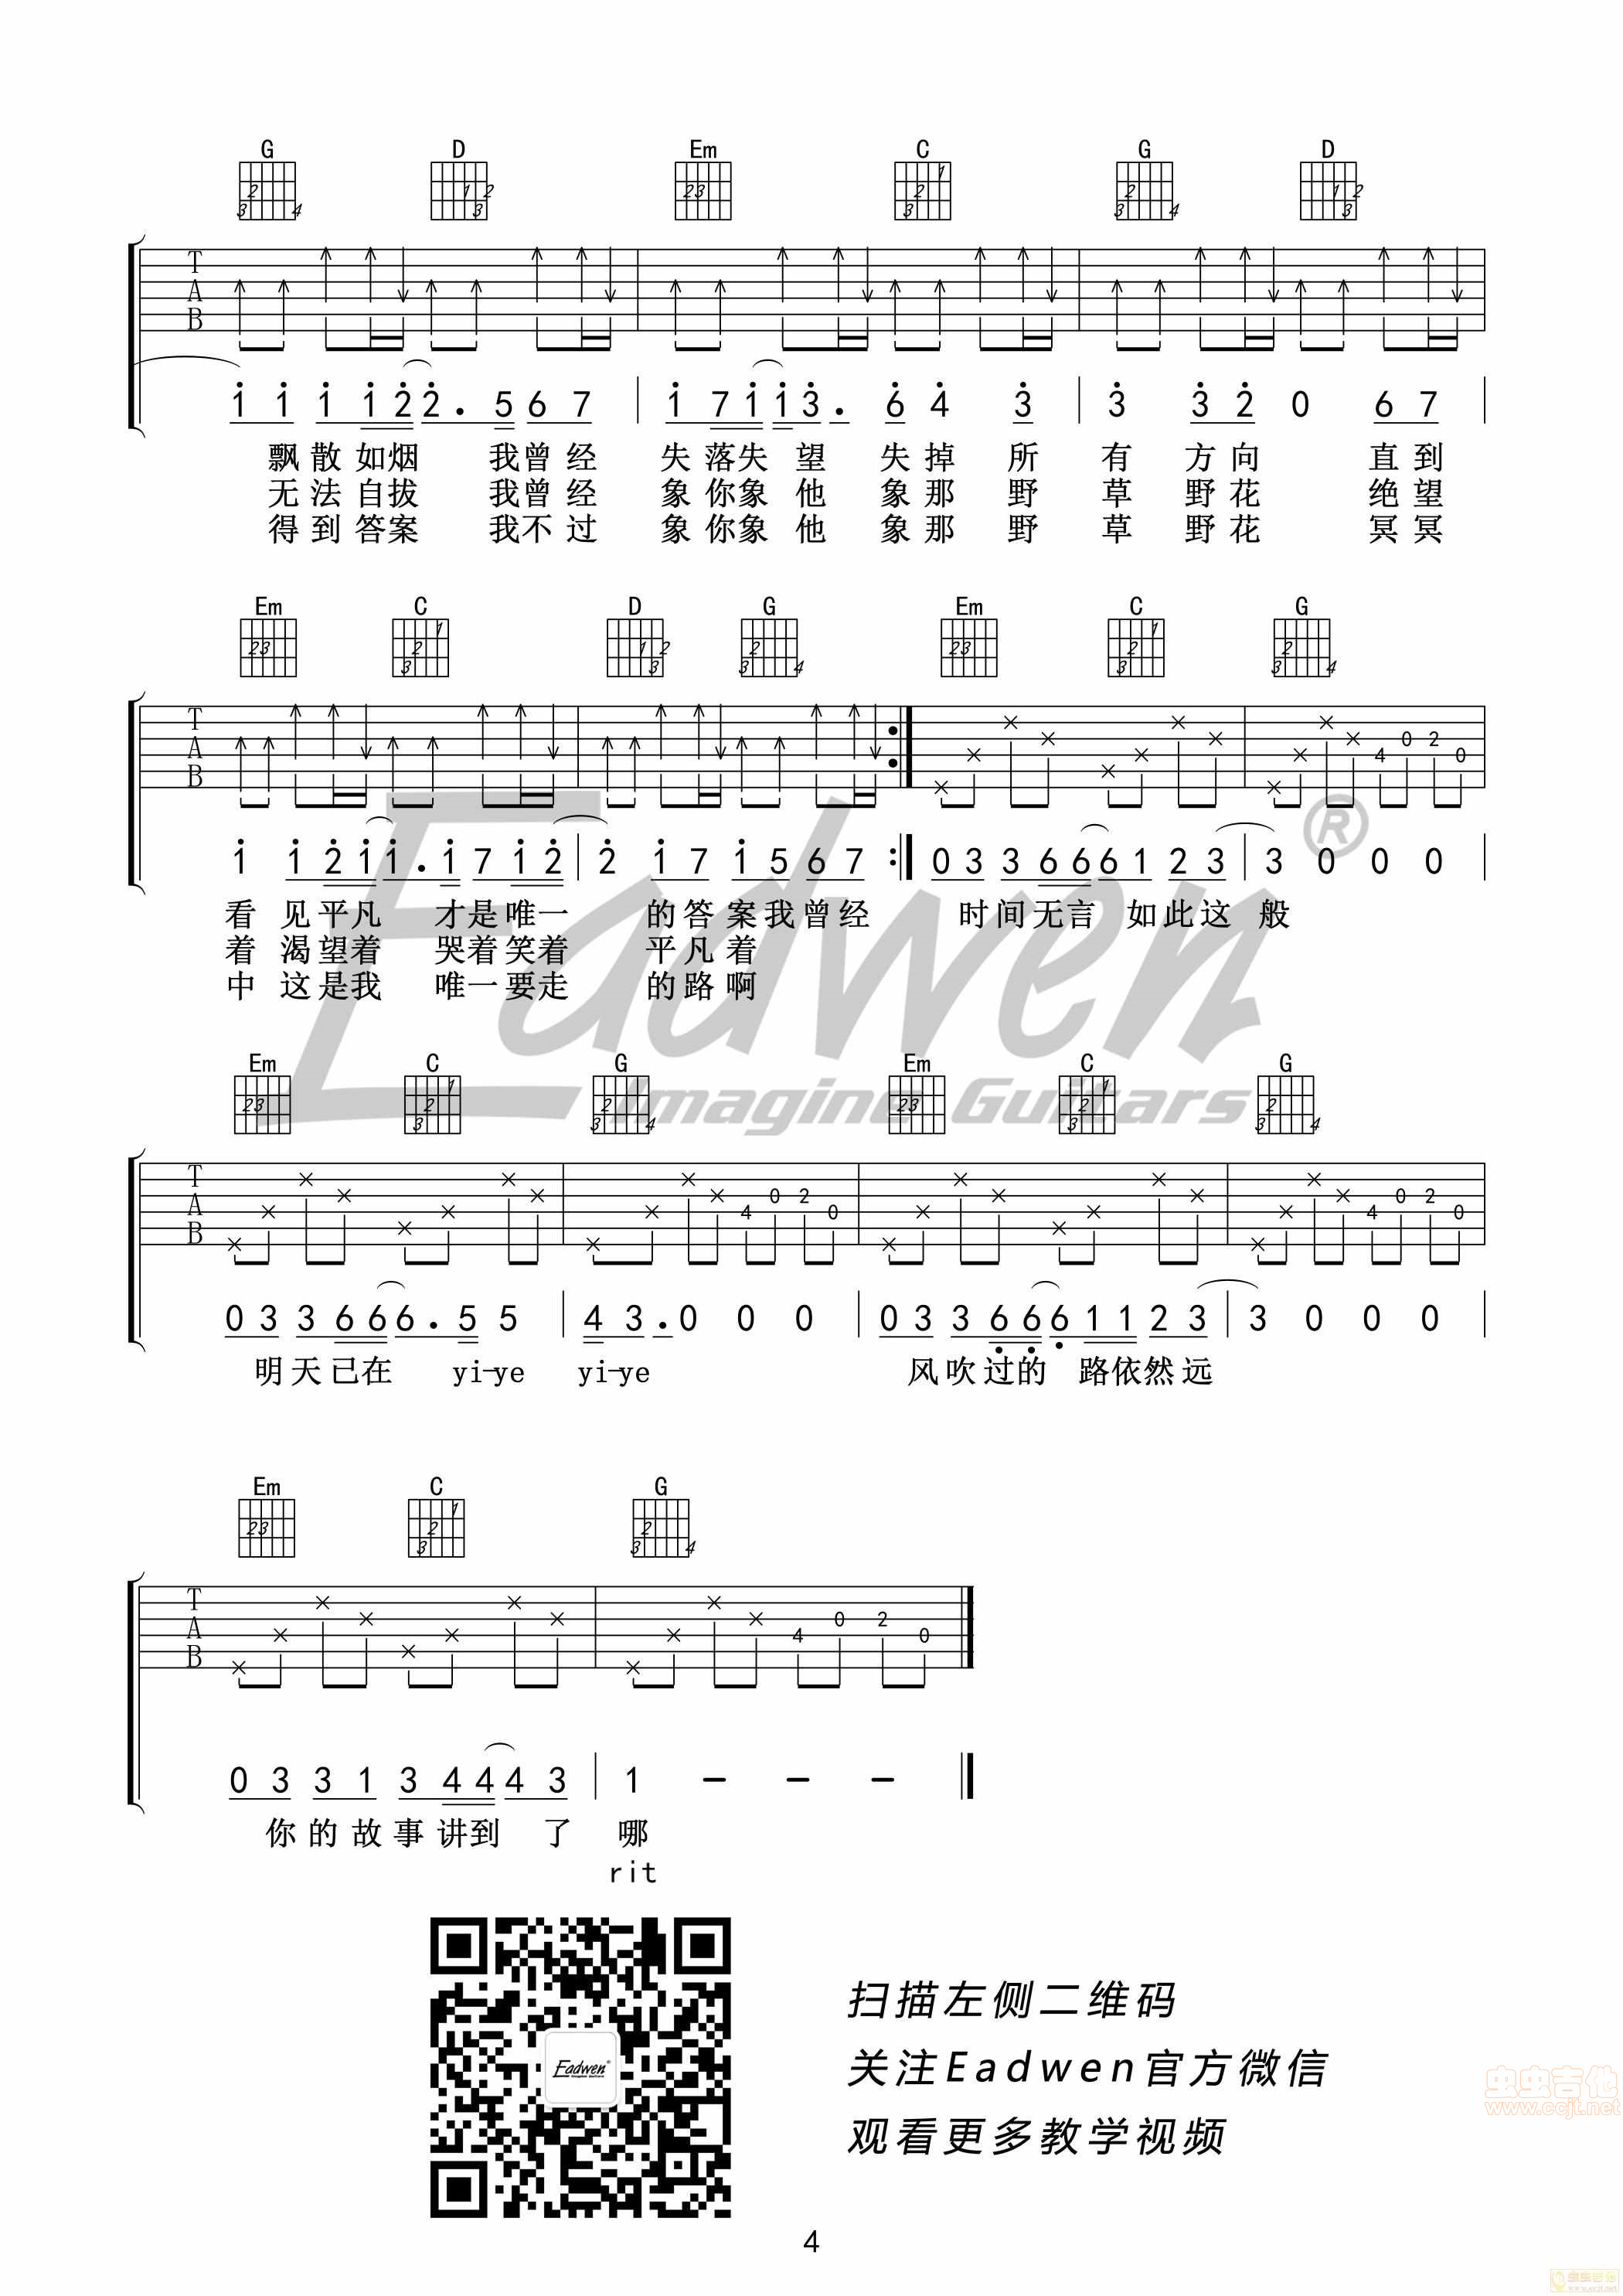 G D Em C G D
T
A
B
1 1 1 1 2 2. 5 6 7 1 7 1 1 3. 6 4 3 3 3 2 0 6 7
飘散如烟 我曾经 失落失望 失掉所有方向 直到
无法自拔 我曾经 象你象他 象那野草野花 绝望
得到答案 我不过 象你象他 象那野草野花 冥冥
Em C D G Em C G
T
A
B
4 0 2 0
1 1 2 1 1. 1 7 1 2 2 1 7 1 5 6 7 0 3 3 6 6 6 1 2 3 3 0 0 0
看见平凡 才是唯一 的答案我曾经 时间无言 如此这般
着渴望着 哭着笑着 平凡着
中这是我 唯一要走 的路啊
Eadwen®
Imagine Guitars
Em C G Em C G
T
A
B
4 0 2 0 4 0 2 0
0 3 3 6 6 6. 5 5 4 3. 0 0 0 0 3 3 6 6 6 1 1 2 3 3 0 0 0
明天已在 yi-ye yi-ye 风吹过的 路依然远
Em C G
T
A
B
4 0 2 0
0 3 3 1 3 4 4 4 3 1 - - -
你的故事讲到 了 哪
rit
Eadwen®
Imagine Guitars
扫描左侧二维码
关注Eadwen官方微信
观看更多教学视频
虫虫吉他
www.ccjt.net
4